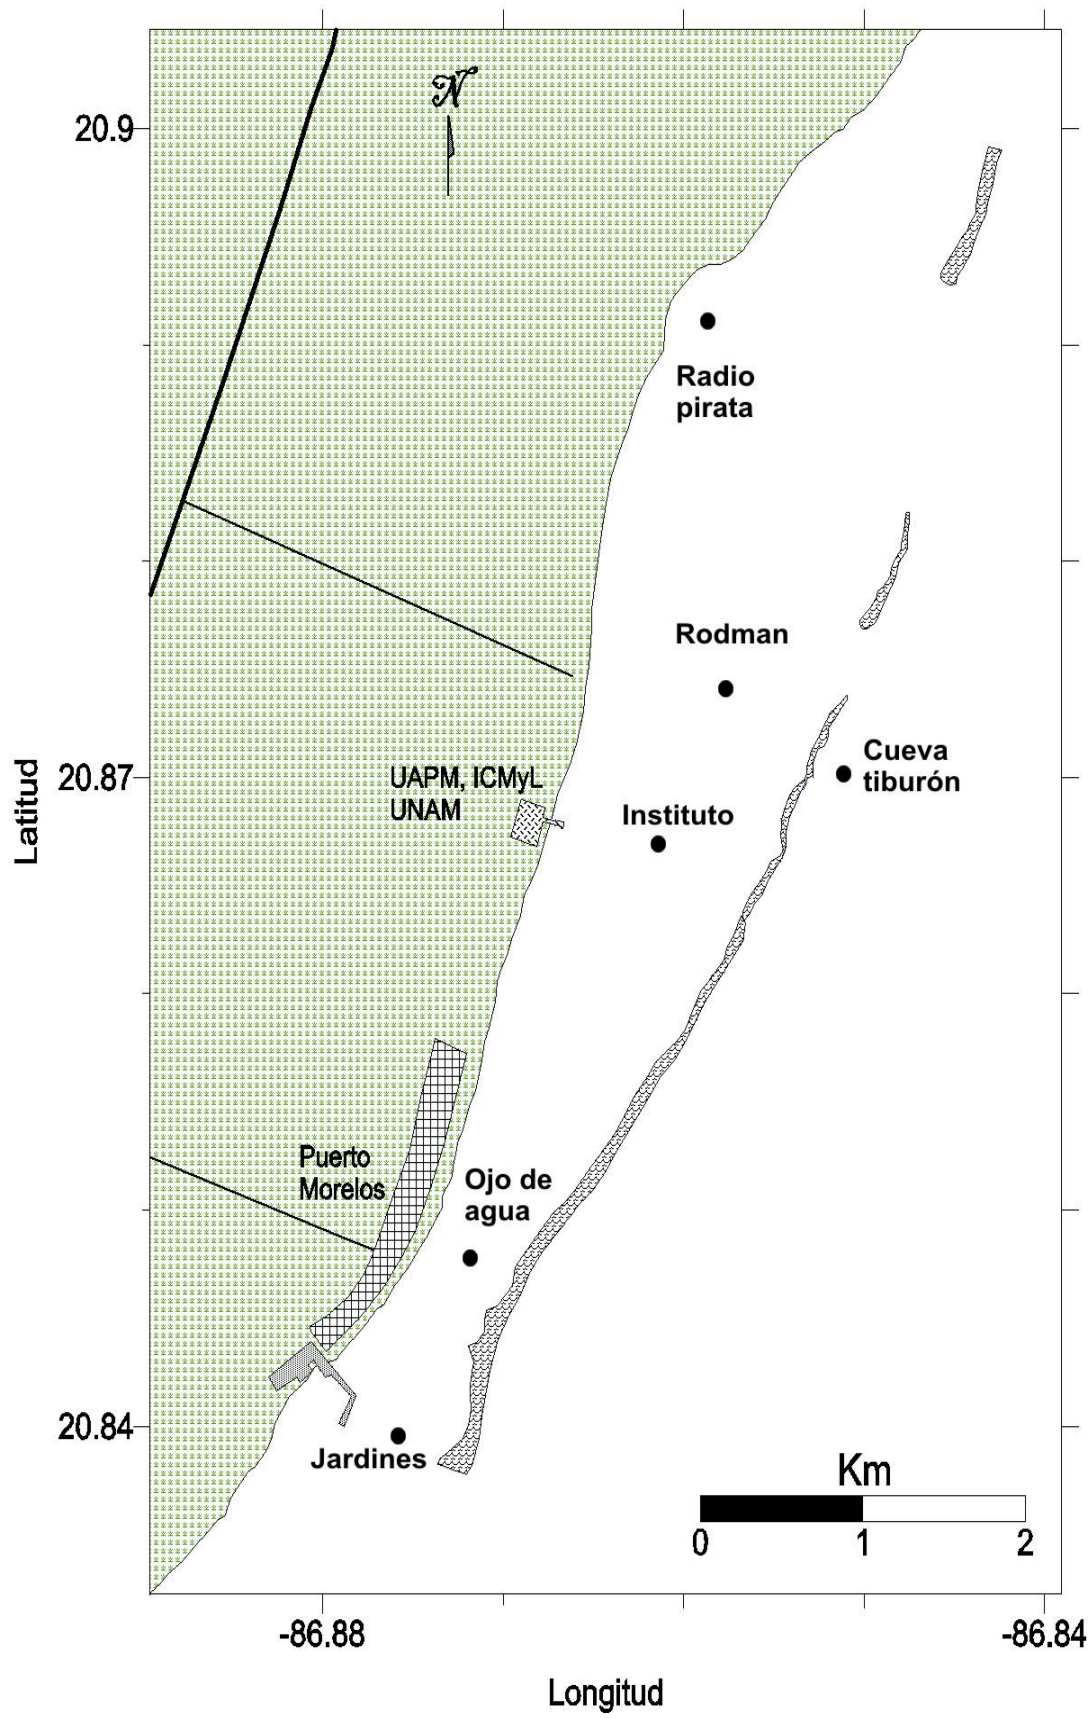 N
20.9
Radio
pirata
Rodman
Cueva
tiburón
20.87
UAPM, ICMyL
UNAM
Instituto
Latitud
Puerto
Morelos
Ojo de
agua
20.84
Jardines
Km
0 1 2
-86.88 -86.84
Longitud